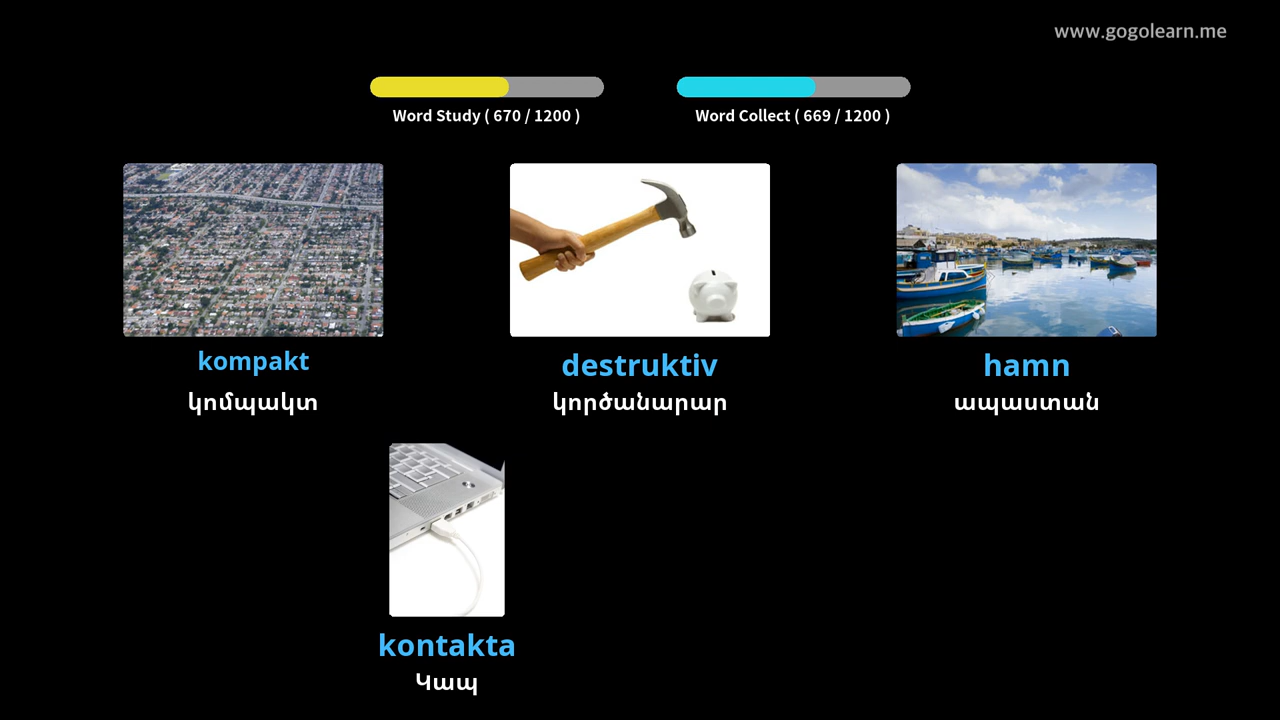 www.gogolearn.me
Word Study ( 670 / 1200 )
Word Collect ( 669 / 1200 )
kompakt
կոմպակտ
destruktiv
կործանարար
hamn
ապաստան
kontakta
Կապ